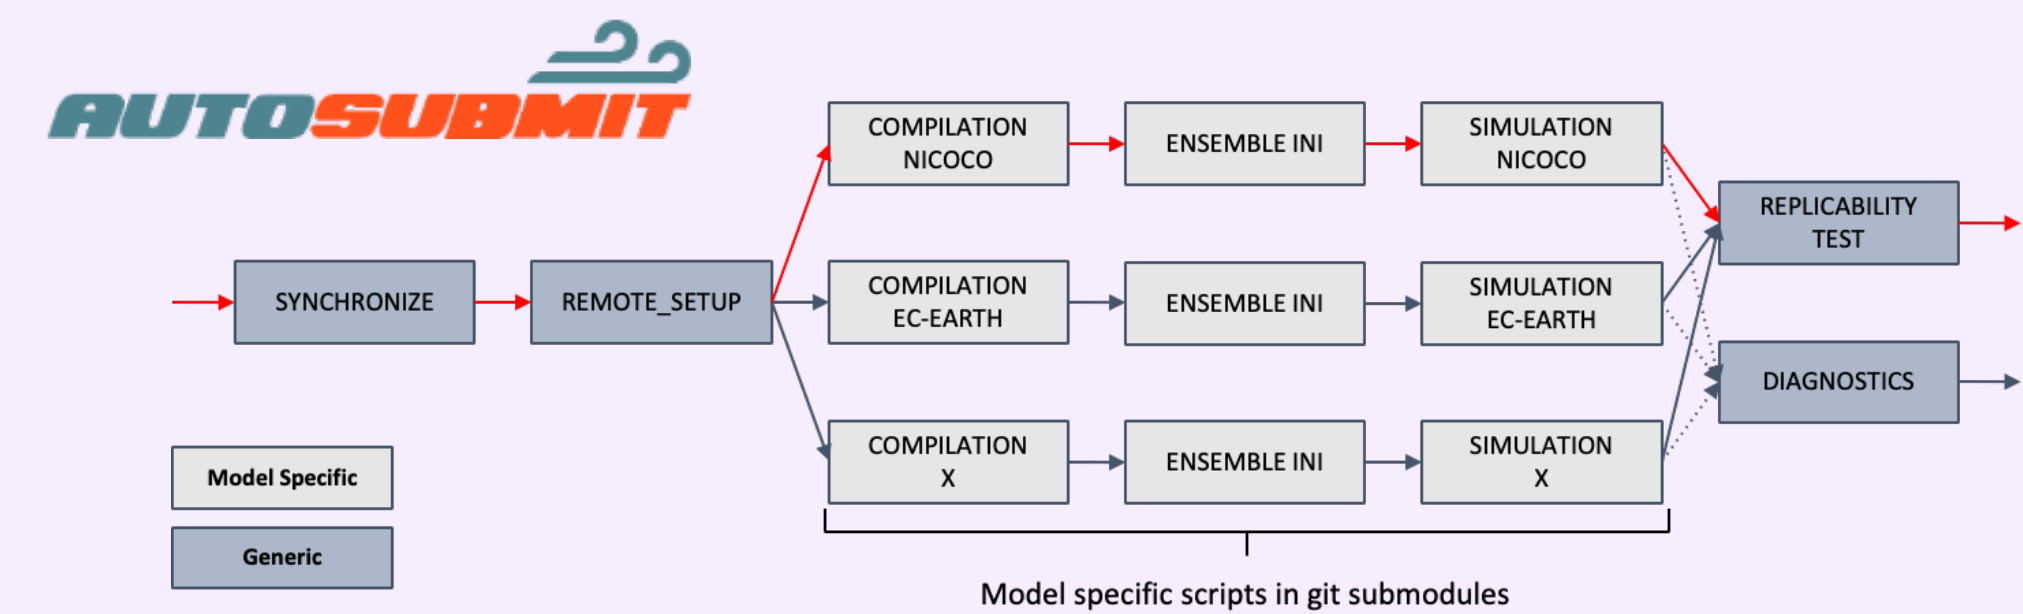 AUTOSUBMIT
SYNCHRONIZE
REMOTE_SETUP
COMPILATION
NICOCO
ENSEMBLE INI
SIMULATION
NICOCO
COMPILATION
EC-EARTH
ENSEMBLE INI
SIMULATION
EC-EARTH
COMPILATION
X
ENSEMBLE INI
SIMULATION
X
REPLICABILITY
TEST
DIAGNOSTICS
Model Specific
Generic
Model specific scripts in git submodules